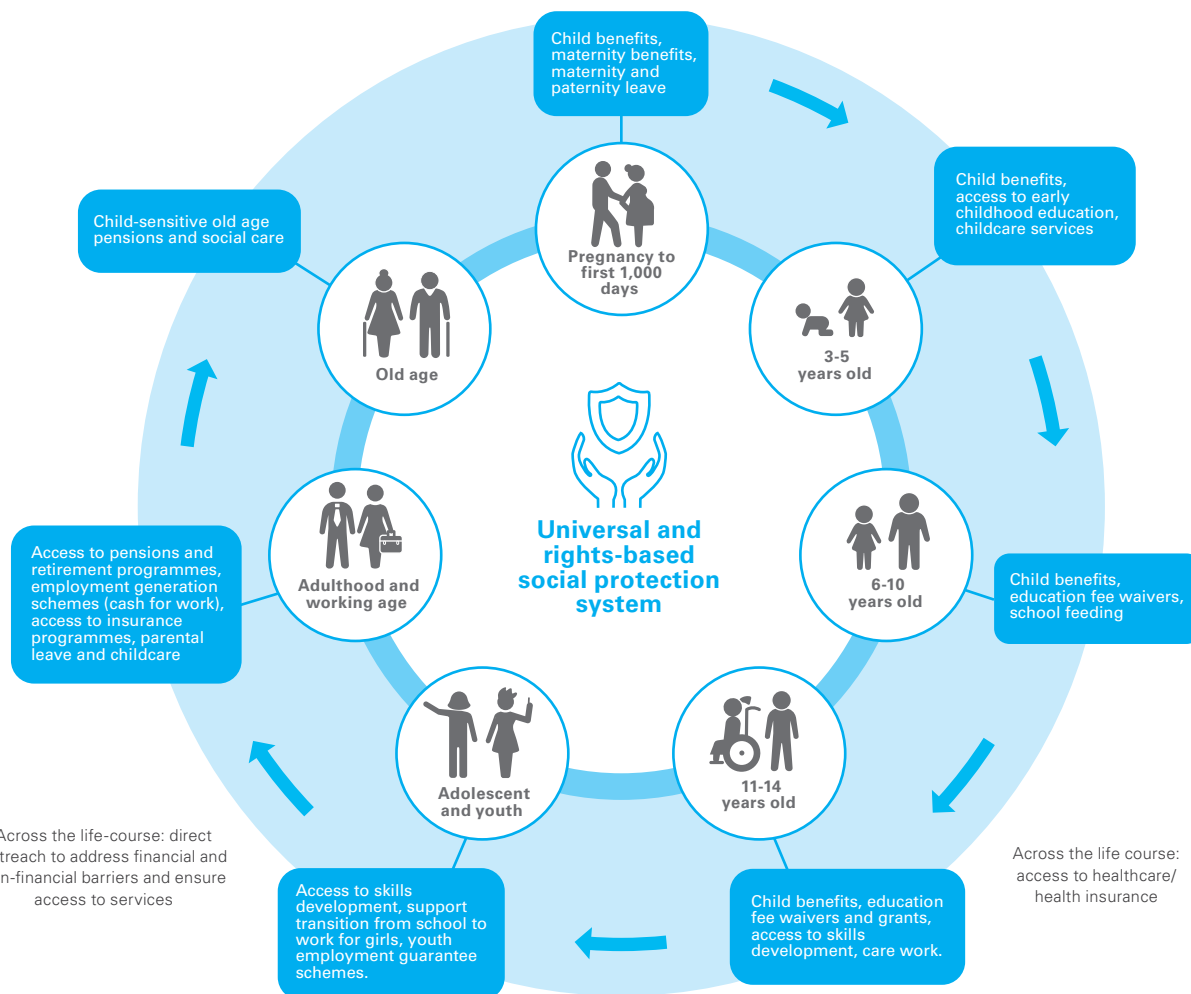 Child benefits,
maternity benefits,
maternity and
paternity leave
Pregnancy to
first 1,000
days
Child benefits,
access to early
childhood education,
childcare services
3-5
years old
Child benefits,
education fee waivers,
school feeding
6-10
years old
Child benefits, education
fee waivers and grants,
access to skills
development, care work.
11-14
years old
Access to skills
development, support
transition from school to
work for girls, youth
employment guarantee
schemes.
Adolescent
and youth
Access to pensions and
retirement programmes,
employment generation
schemes (cash for work),
access to insurance
programmes, parental
leave and childcare
Adulthood and
working age
Child-sensitive old age
pensions and social care
Old age
Universal and
rights-based
social protection
system
Across the life-course: direct
treach to address financial and
n-financial barriers and ensure
access to services
Across the life course:
access to healthcare/
health insurance